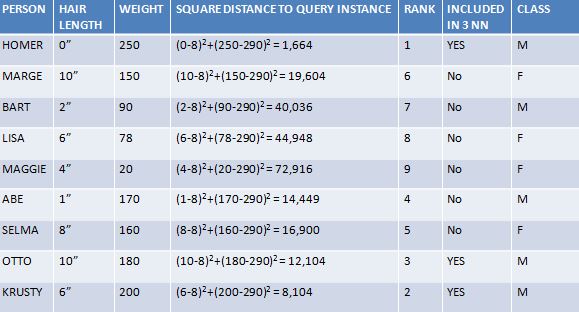 PERSON HAIR LENGTH WEIGHT SQUARE DISTANCE TO QUERY INSTANCE RANK INCLUDED IN 3 NN CLASS
HOMER 0" 250 (0-8)²+(250-290)² = 1,664 1 YES M
MARGE 10" 150 (10-8)²+(150-290)² = 19,604 6 No F
BART 2" 90 (2-8)²+(90-290)² = 40,036 7 No M
LISA 6" 78 (6-8)²+(78-290)² = 44,948 8 No F
MAGGIE 4" 20 (4-8)²+(20-290)² = 72,916 9 No F
ABE 1" 170 (1-8)²+(170-290)² = 14,449 4 No M
SELMA 8" 160 (8-8)²+(160-290)² = 16,900 5 No F
OTTO 10" 180 (10-8)²+(180-290)² = 12,104 3 YES M
KRUSTY 6" 200 (6-8)²+(200-290)² = 8,104 2 YES M